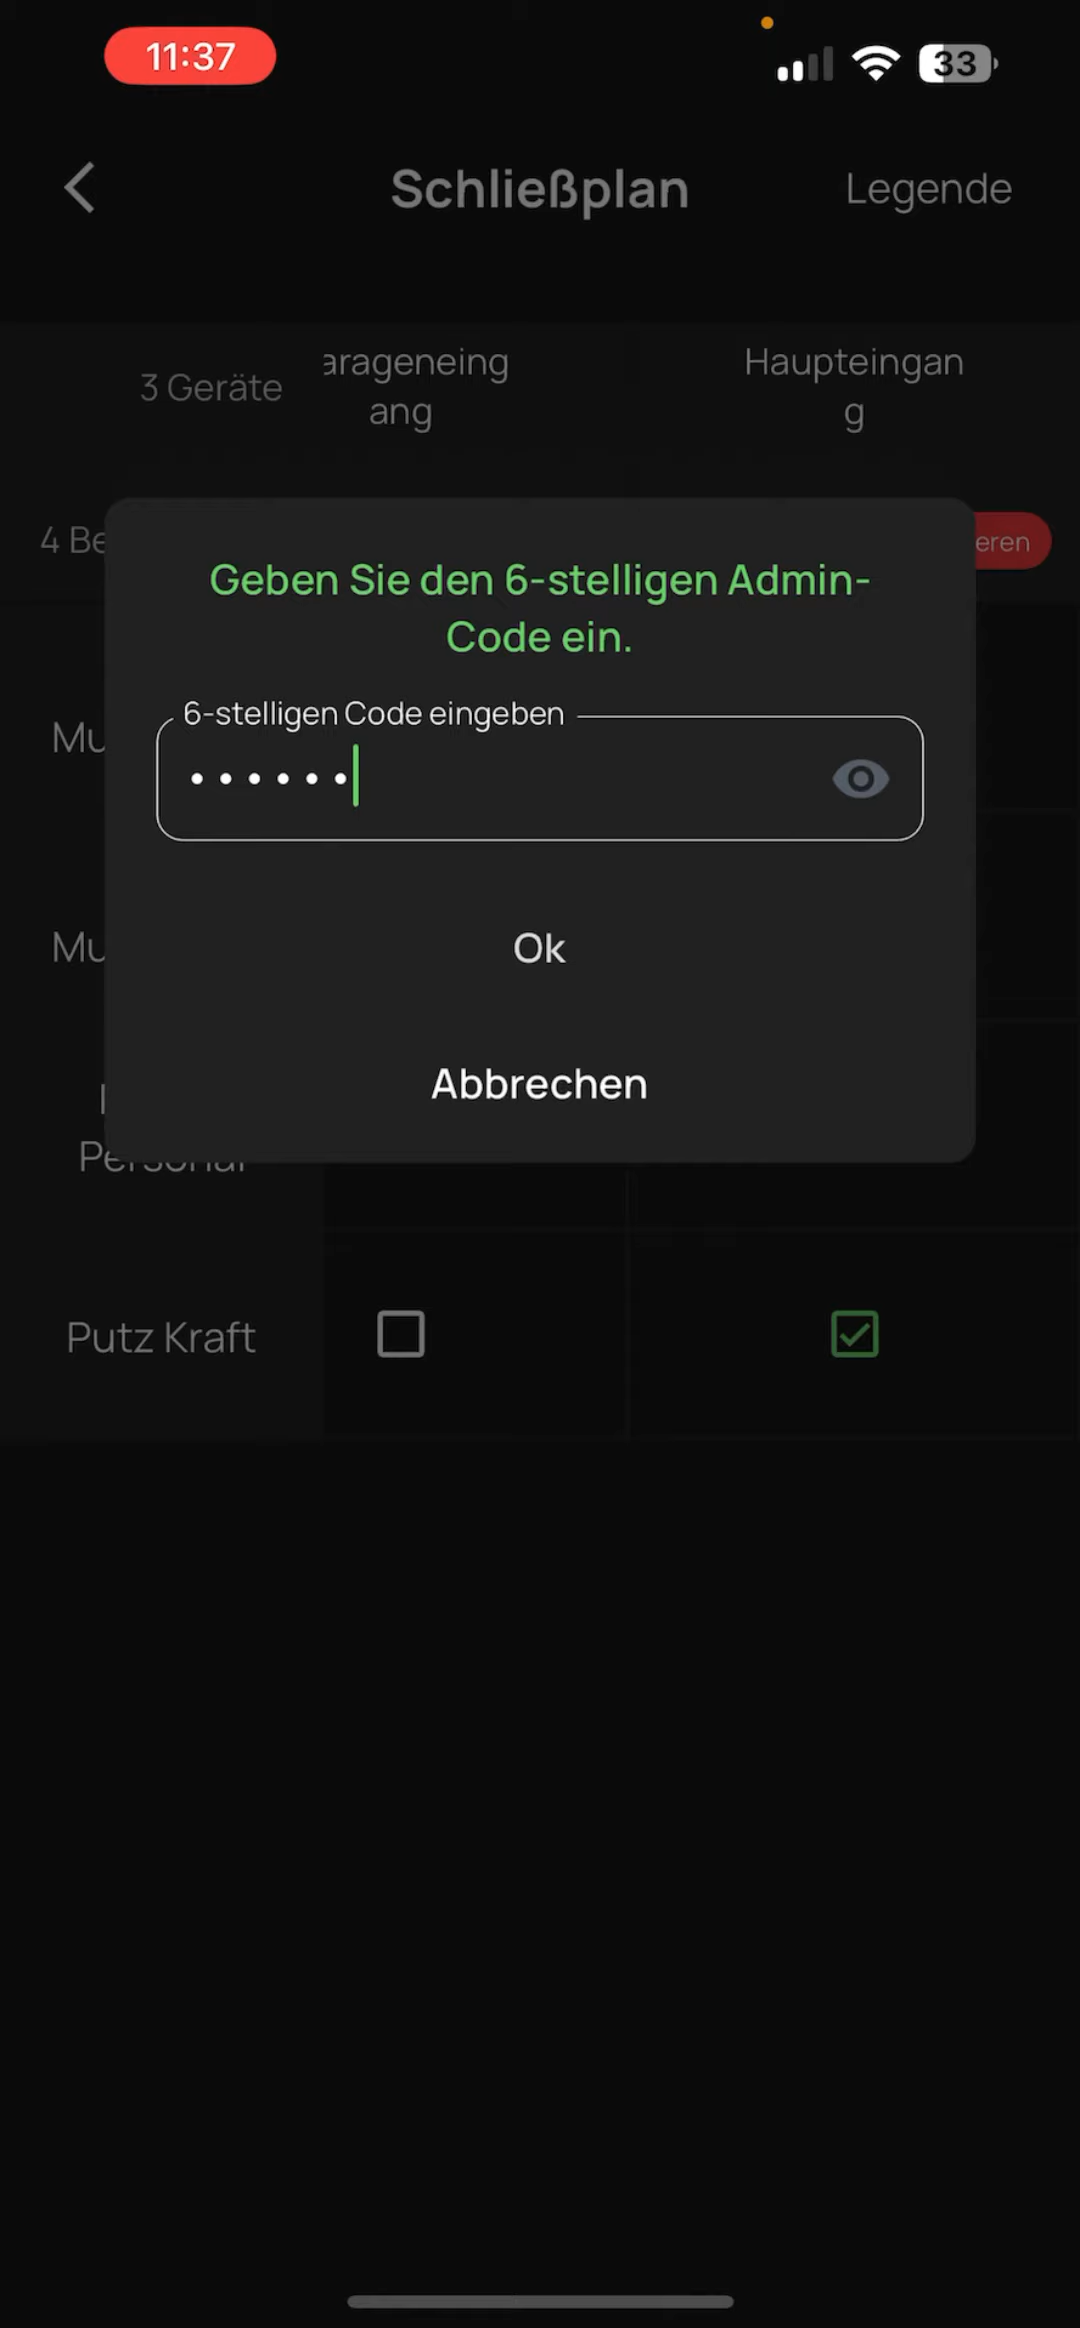 11:37
33
Schließplan
Legende
3 Geräte
arageneing
ang
Haupteingan
g
4 Be
eren
Geben Sie den 6-stelligen Admin-
Code ein.
6-stelligen Code eingeben
Mu
Ok
Mu
Abbrechen
Personal
Putz Kraft